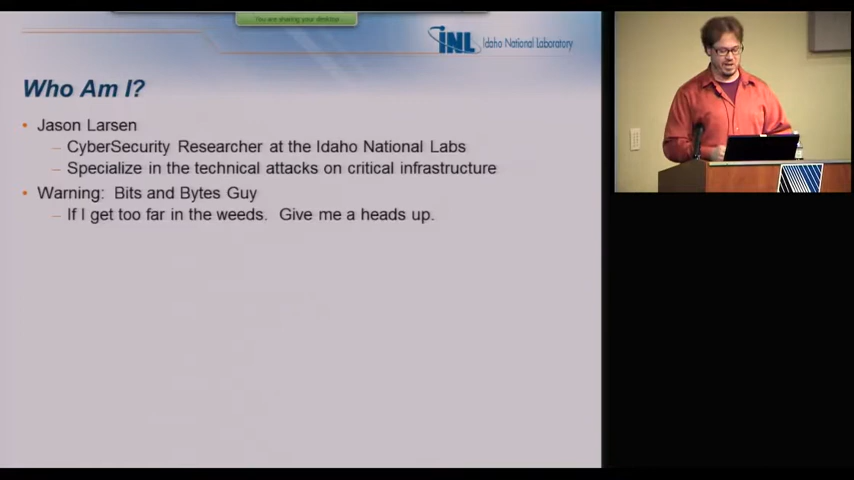 You are sharing your desktop
INL Idaho National Laboratory
Who Am I?
• Jason Larsen
– CyberSecurity Researcher at the Idaho National Labs
– Specialize in the technical attacks on critical infrastructure
• Warning: Bits and Bytes Guy
– If I get too far in the weeds. Give me a heads up.